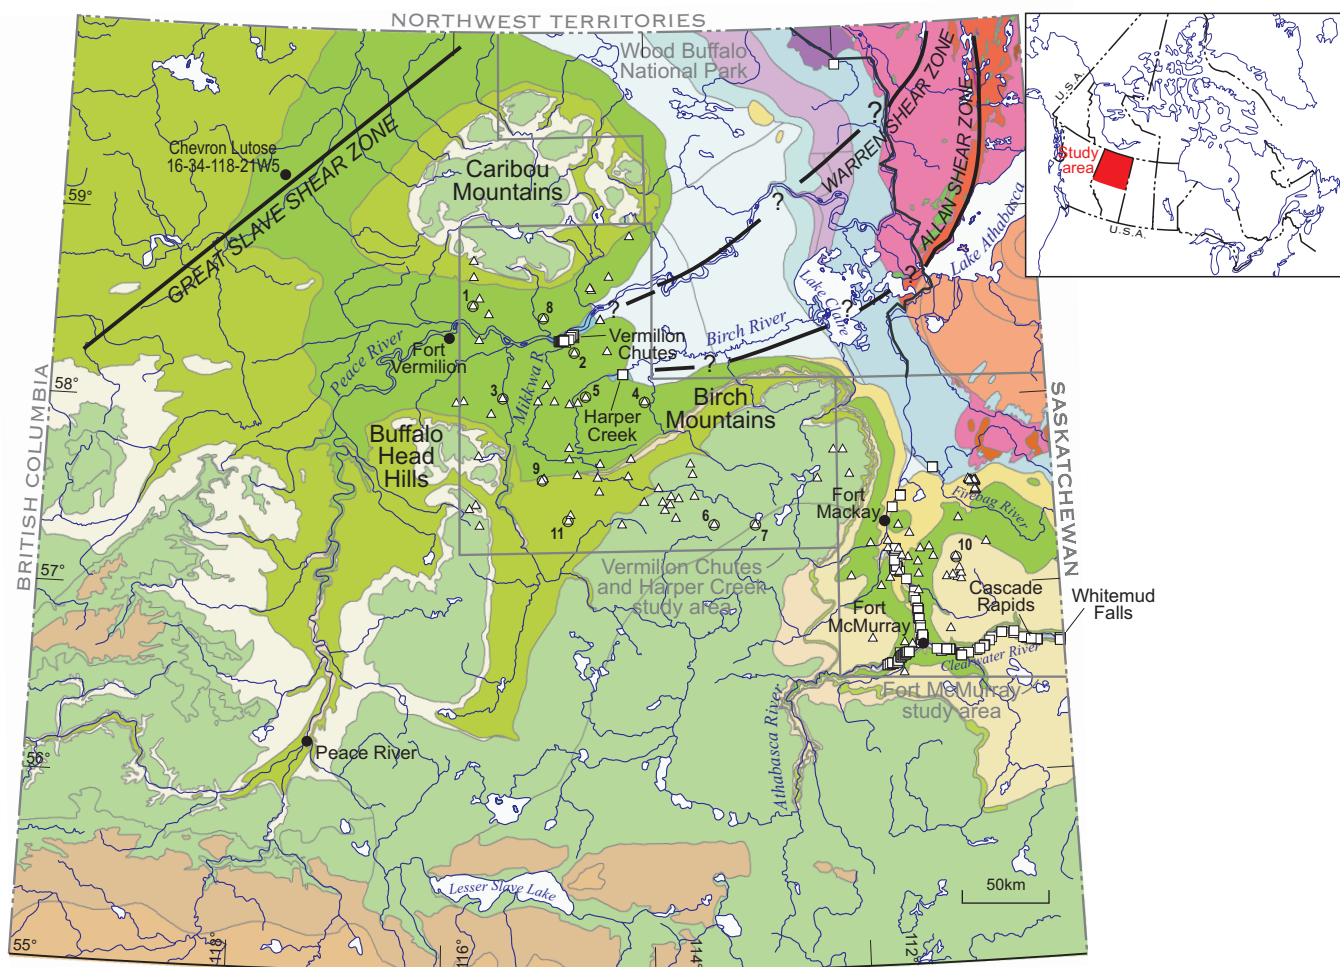 NORTHWEST TERRITORIES
Wood Buffalo
National Park
WARREN SHEAR ZONE
ALLAN SHEAR ZONE
U.S.A.
Study
area
U.S.A.
Chevron Lutose
16-34-118-21W5
GREAT SLAVE SHEAR ZONE
Caribou
Mountains
59°
?
?
?
?
?
?
Lake Athabasca
Lake Claire
1
8
Peace River
Fort
Vermilion
Vermilion
Chutes
Birch River
2
Mikkwa R
58°
3
5
4
Harper
Creek
Birch
Mountains
BRITISH COLUMBIA
SASKATCHEWAN
Buffalo
Head
Hills
9
11
6
7
Fort
Mackay
Firebag River
10
57°
Vermilion Chutes
and Harper Creek
study area
Cascade
Rapids
Whitemud
Falls
Fort
McMurray
Clearwater River
Fort McMurray
study area
Athabasca River
56°
Peace River
Lesser Slave Lake
50km
55°
118°
116°
114°
112°